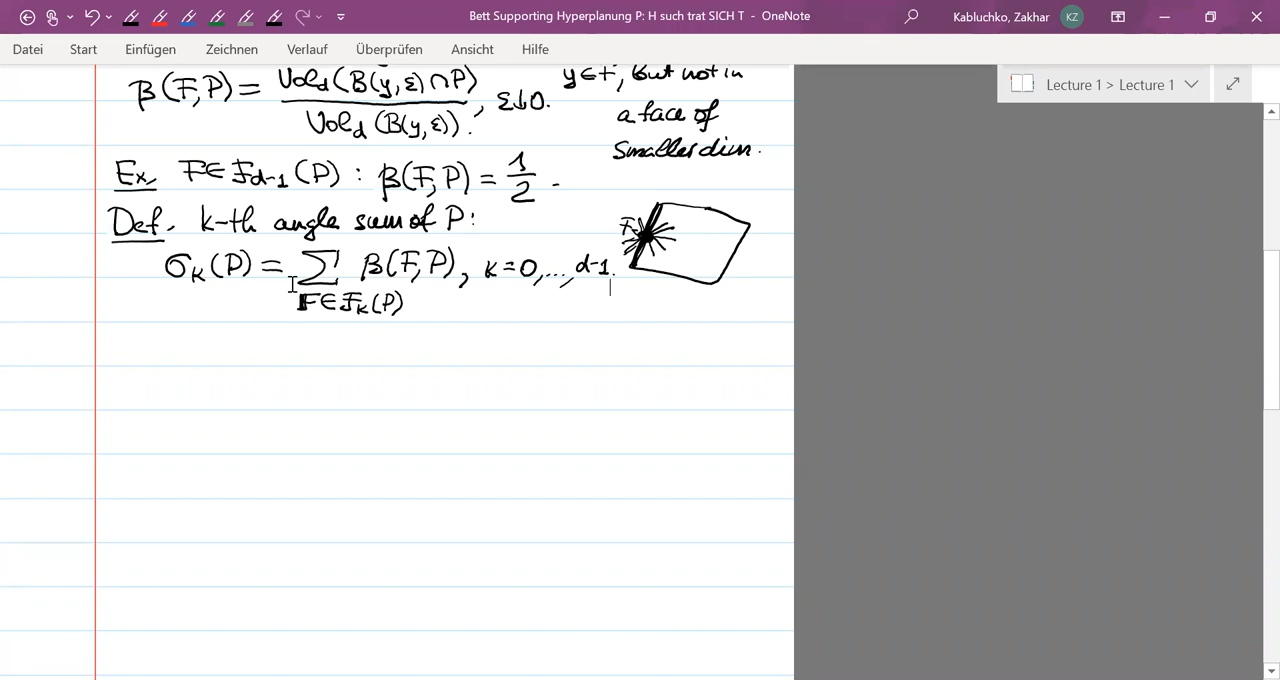 Bett Supporting Hyperplanung P: H such trat SICH T - OneNote
Kabluchko, Zakhar KZ
Datei Start Einfügen Zeichnen Verlauf Überprüfen Ansicht Hilfe
Lecture 1 > Lecture 1
β(F,P) = Vol_d(B(y,ε)∩P) / Vol_d(B(y,ε)), ε↓0.
y∈F, but not in
a face of
smaller dim.
Ex. F∈F_{d-1}(P): β(F,P) = 1/2.
Def. k-th angle sum of P:
F
σ_k(P) = ∑_{F∈F_k(P)} β(F,P), k=0,...,d-1.